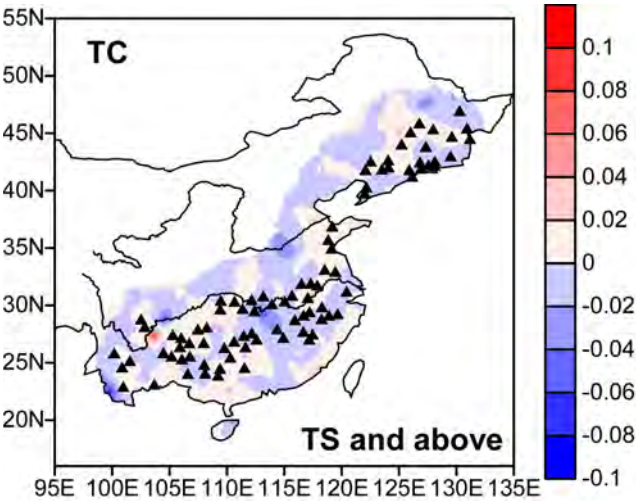 55N
TC
50N
45N
40N
35N
30N
25N
20N
TS and above
95E 100E 105E 110E 115E 120E 125E 130E 135E
0.1
0.08
0.06
0.04
0.02
0
-0.02
-0.04
-0.06
-0.08
-0.1